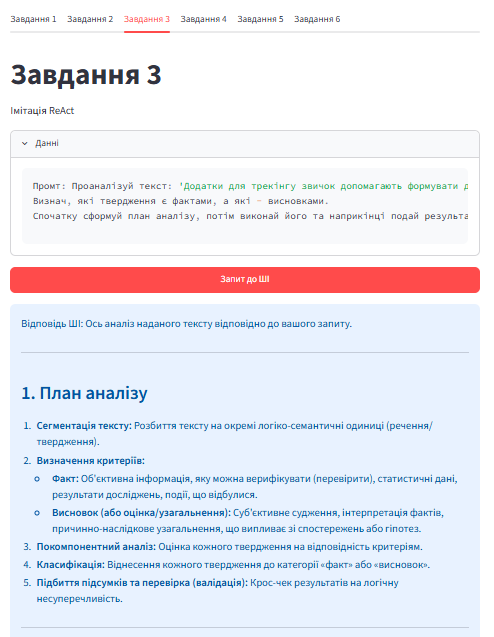 Завдання 1 Завдання 2 Завдання 3 Завдання 4 Завдання 5 Завдання 6
Завдання 3
Імітація ReAct
Данні
Промт: Проаналізуй текст: 'Додатки для трекінгу звичок допомагають формувати д
Визнач, які твердження є фактами, а які - висновками.
Спочатку сформуй план аналізу, потім виконай його та наприкінці подай результа
Запит до ШІ
Відповідь ШІ: Ось аналіз наданого тексту відповідно до вашого запиту.
1. План аналізу
1. Сегментація тексту: Розбиття тексту на окремі логіко-семантичні одиниці (речення/
твердження).
2. Визначення критеріїв:
Факт: Об'єктивна інформація, яку можна верифікувати (перевірити), статистичні дані,
результати досліджень, події, що відбулися.
Висновок (або оцінка/узагальнення): Суб'єктивне судження, інтерпретація фактів,
причинно-наслідкове узагальнення, що випливає зі спостережень або гіпотез.
3. Покомпонентний аналіз: Оцінка кожного твердження на відповідність критеріям.
4. Класифікація: Віднесення кожного твердження до категорії «факт» або «висновок».
5. Підбиття підсумків та перевірка (валідація): Крос-чек результатів на логічну
несуперечливість.